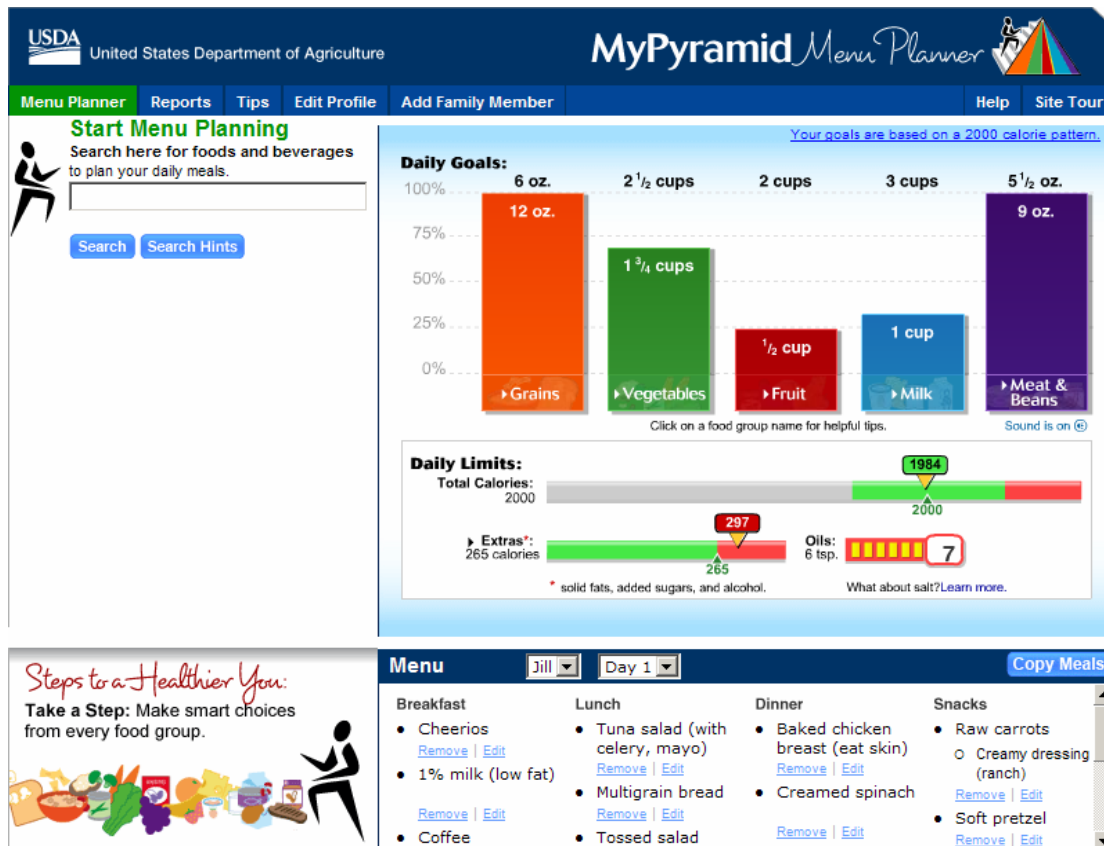 USDA United States Department of Agriculture
MyPyramid Menu Planner
Menu Planner Reports Tips Edit Profile Add Family Member Help Site Tour
Start Menu Planning
Search here for foods and beverages
to plan your daily meals.
Search Search Hints
Your goals are based on a 2000 calorie pattern.
Daily Goals:
6 oz. 2 1/2 cups 2 cups 3 cups 5 1/2 oz.
100%
75%
50%
25%
0%
12 oz.
1 3/4 cups
1/2 cup
1 cup
9 oz.
Grains Vegetables Fruit Milk Meat & Beans
Click on a food group name for helpful tips.
Sound is on
Daily Limits:
Total Calories:
2000
1984
2000
Extras*:
265 calories
297
265
Oils:
6 tsp.
7
* solid fats, added sugars, and alcohol.
What about salt?Learn more.
Steps to a Healthier You:
Take a Step: Make smart choices
from every food group.
Menu Jill Day 1 Copy Meals
Breakfast
• Cheerios
Remove | Edit
• 1% milk (low fat)
Remove | Edit
• Coffee
Lunch
• Tuna salad (with
celery, mayo)
Remove | Edit
• Multigrain bread
Remove | Edit
• Tossed salad
Dinner
• Baked chicken
breast (eat skin)
Remove | Edit
• Creamed spinach
Remove | Edit
Snacks
• Raw carrots
o Creamy dressing
(ranch)
Remove | Edit
• Soft pretzel
Remove | Edit